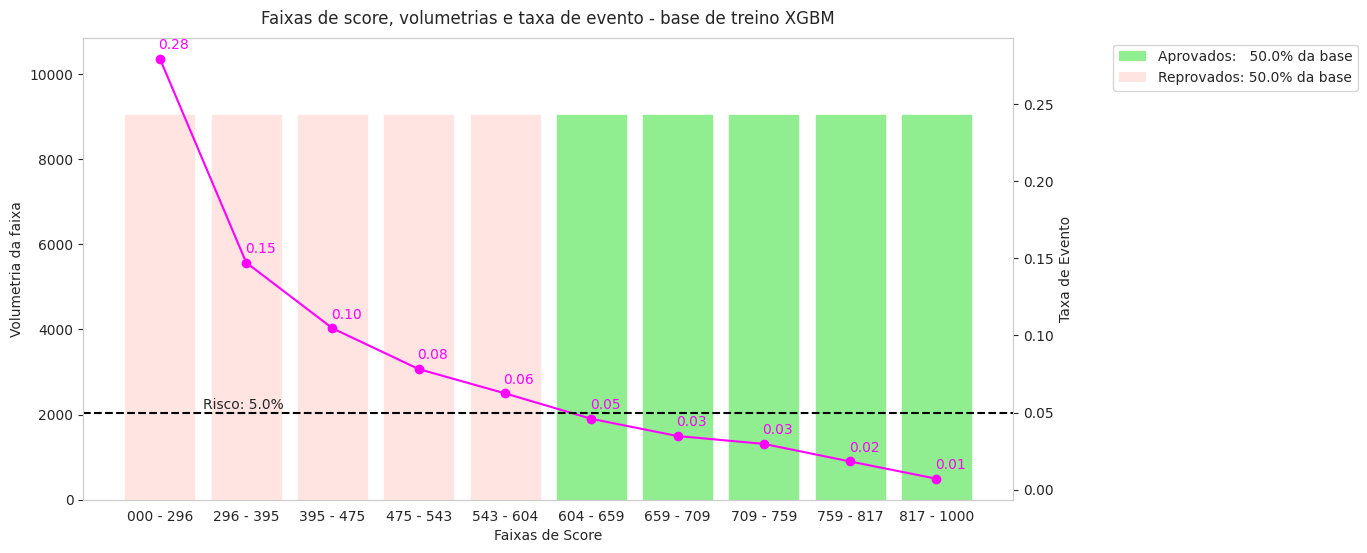 Faixas de score, volumetrias e taxa de evento - base de treino XGBM
Aprovados:   50.0% da base
Reprovados: 50.0% da base
Volumetria da faixa
10000
8000
6000
4000
2000
0
0.28
0.15
0.10
0.08
0.06
0.05
0.03
0.03
0.02
0.01
Risco: 5.0%
0.25
0.20
0.15
0.10
0.05
0.00
Taxa de Evento
000 - 296 296 - 395 395 - 475 475 - 543 543 - 604 604 - 659 659 - 709 709 - 759 759 - 817 817 - 1000
Faixas de Score